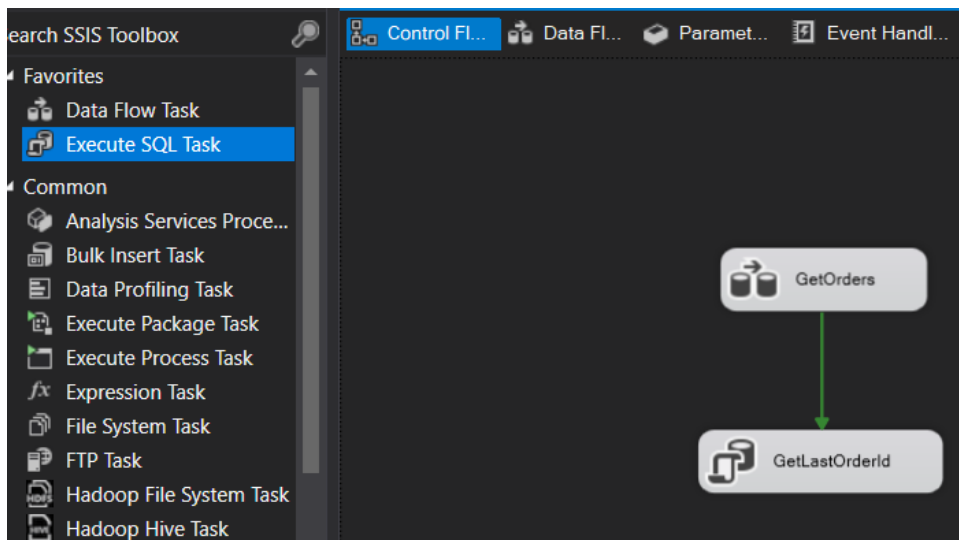 earch SSIS Toolbox
Favorites
Data Flow Task
Execute SQL Task
Common
Analysis Services Proce...
Bulk Insert Task
Data Profiling Task
Execute Package Task
Execute Process Task
fx Expression Task
File System Task
FTP Task
Hadoop File System Task
Hadoop Hive Task
Control Fl...
Data Fl...
Paramet...
Event Handl...
GetOrders
GetLastOrderId